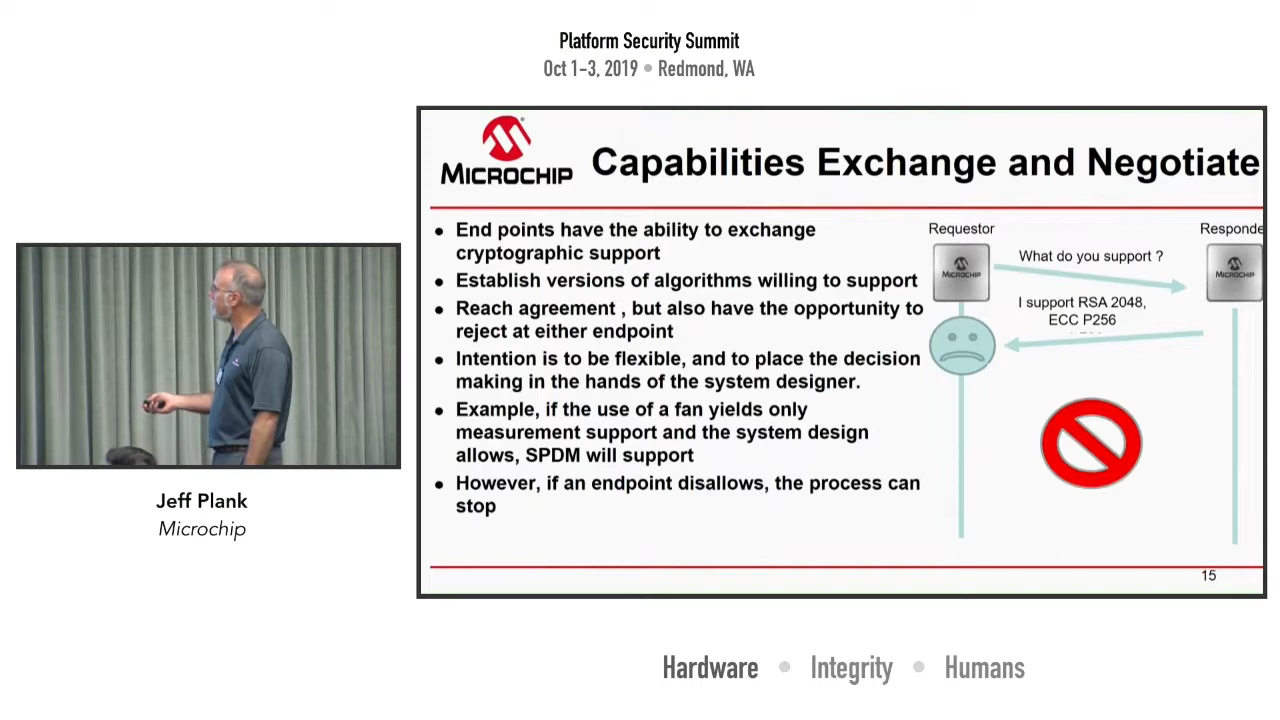 Platform Security Summit
Oct 1-3, 2019 • Redmond, WA
MICROCHIP
Capabilities Exchange and Negotiate
• End points have the ability to exchange
cryptographic support
• Establish versions of algorithms willing to support
• Reach agreement , but also have the opportunity to
reject at either endpoint
• Intention is to be flexible, and to place the decision
making in the hands of the system designer.
• Example, if the use of a fan yields only
measurement support and the system design
allows, SPDM will support
• However, if an endpoint disallows, the process can
stop
Requestor
Responde
MICROCHIP
What do you support ?
MICROCHIP
I support RSA 2048,
ECC P256
15
Jeff Plank
Microchip
Hardware • Integrity • Humans